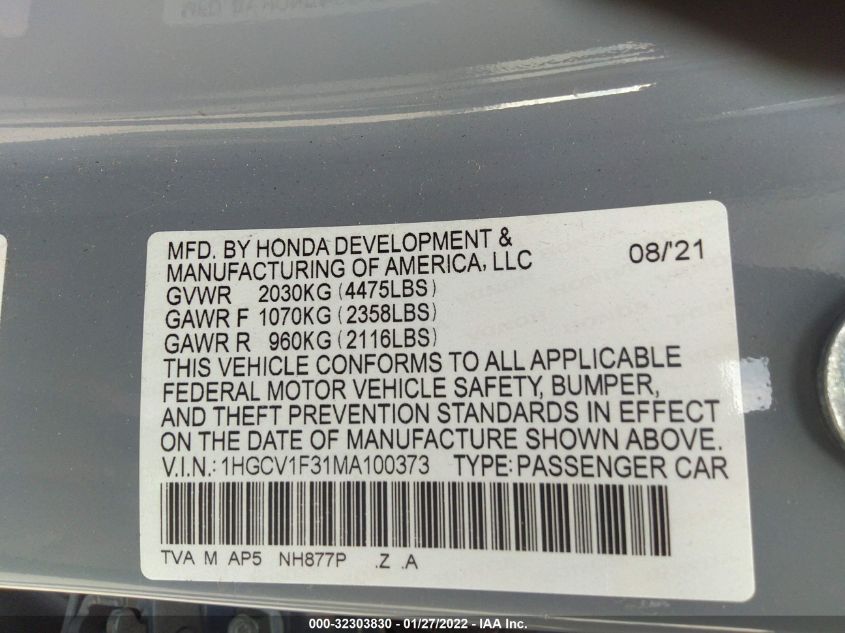 MFD. BY HONDA DEVELOPMENT &
MANUFACTURING OF AMERICA, LLC 08/'21
GVWR 2030KG (4475LBS)
GAWR F 1070KG (2358LBS)
GAWR R 960KG (2116LBS)
THIS VEHICLE CONFORMS TO ALL APPLICABLE
FEDERAL MOTOR VEHICLE SAFETY, BUMPER,
AND THEFT PREVENTION STANDARDS IN EFFECT
ON THE DATE OF MANUFACTURE SHOWN ABOVE.
V.I.N.: 1HGCV1F31MA100373 TYPE: PASSENGER CAR
TVA M AP5 NH877P .Z .A
000-32303830 - 01/27/2022 - IAA Inc.